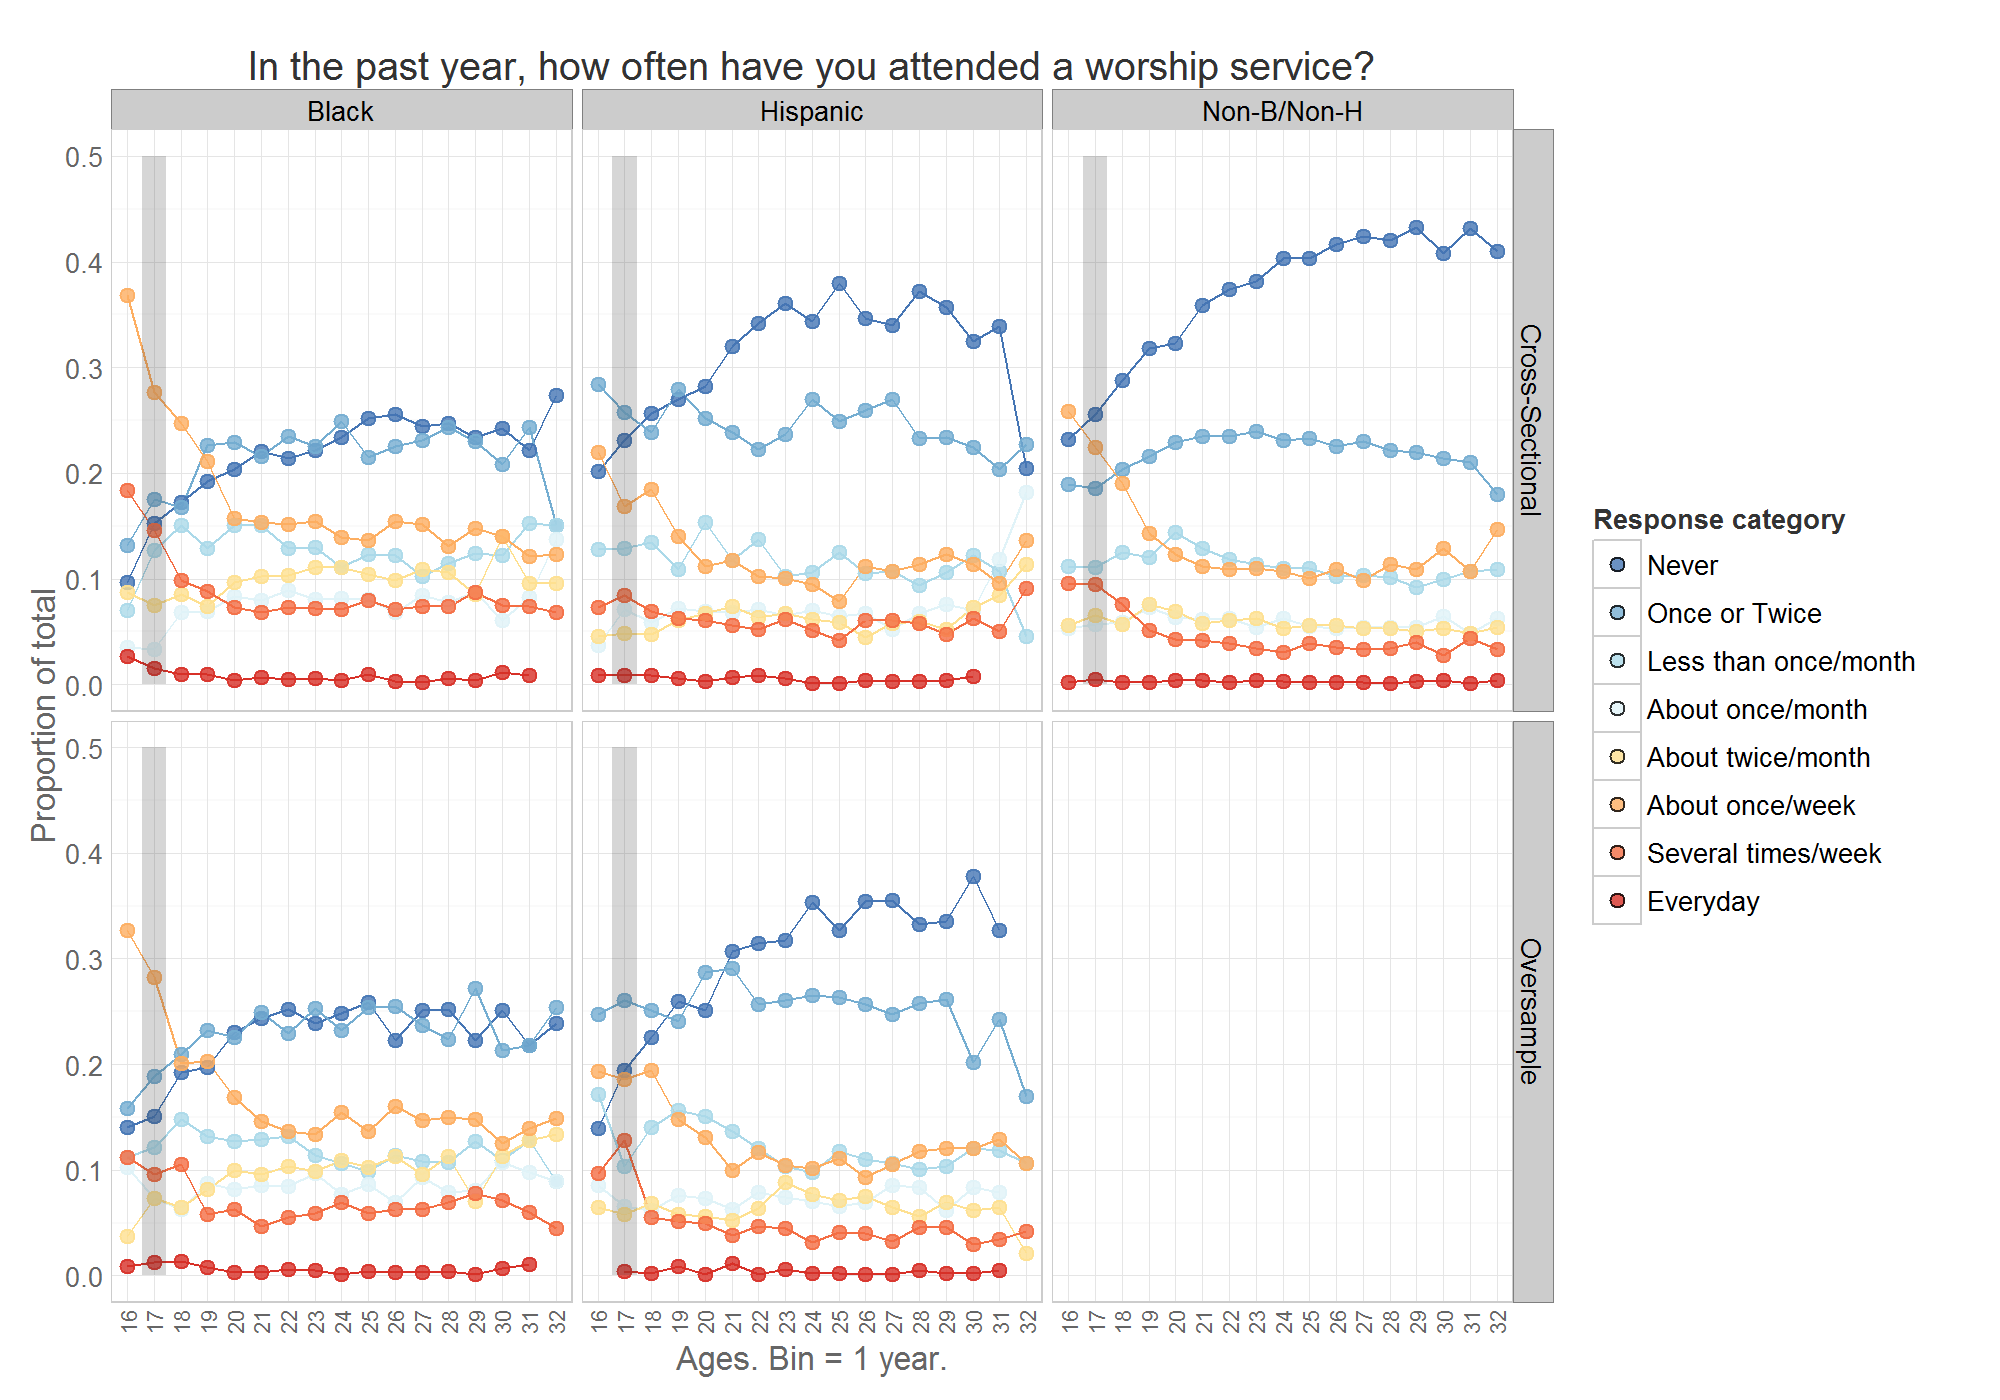 In the past year, how often have you attended a worship service?
Black
Hispanic
Non-B/Non-H
0.5
0.4
0.3
0.2
0.1
0.0
Cross-Sectional
0.5
0.4
0.3
0.2
0.1
0.0
Oversample
Proportion of total
16 17 18 19 20 21 22 23 24 25 26 27 28 29 30 31 32
16 17 18 19 20 21 22 23 24 25 26 27 28 29 30 31 32
16 17 18 19 20 21 22 23 24 25 26 27 28 29 30 31 32
Ages. Bin = 1 year.
Response category
Never
Once or Twice
Less than once/month
About once/month
About twice/month
About once/week
Several times/week
Everyday